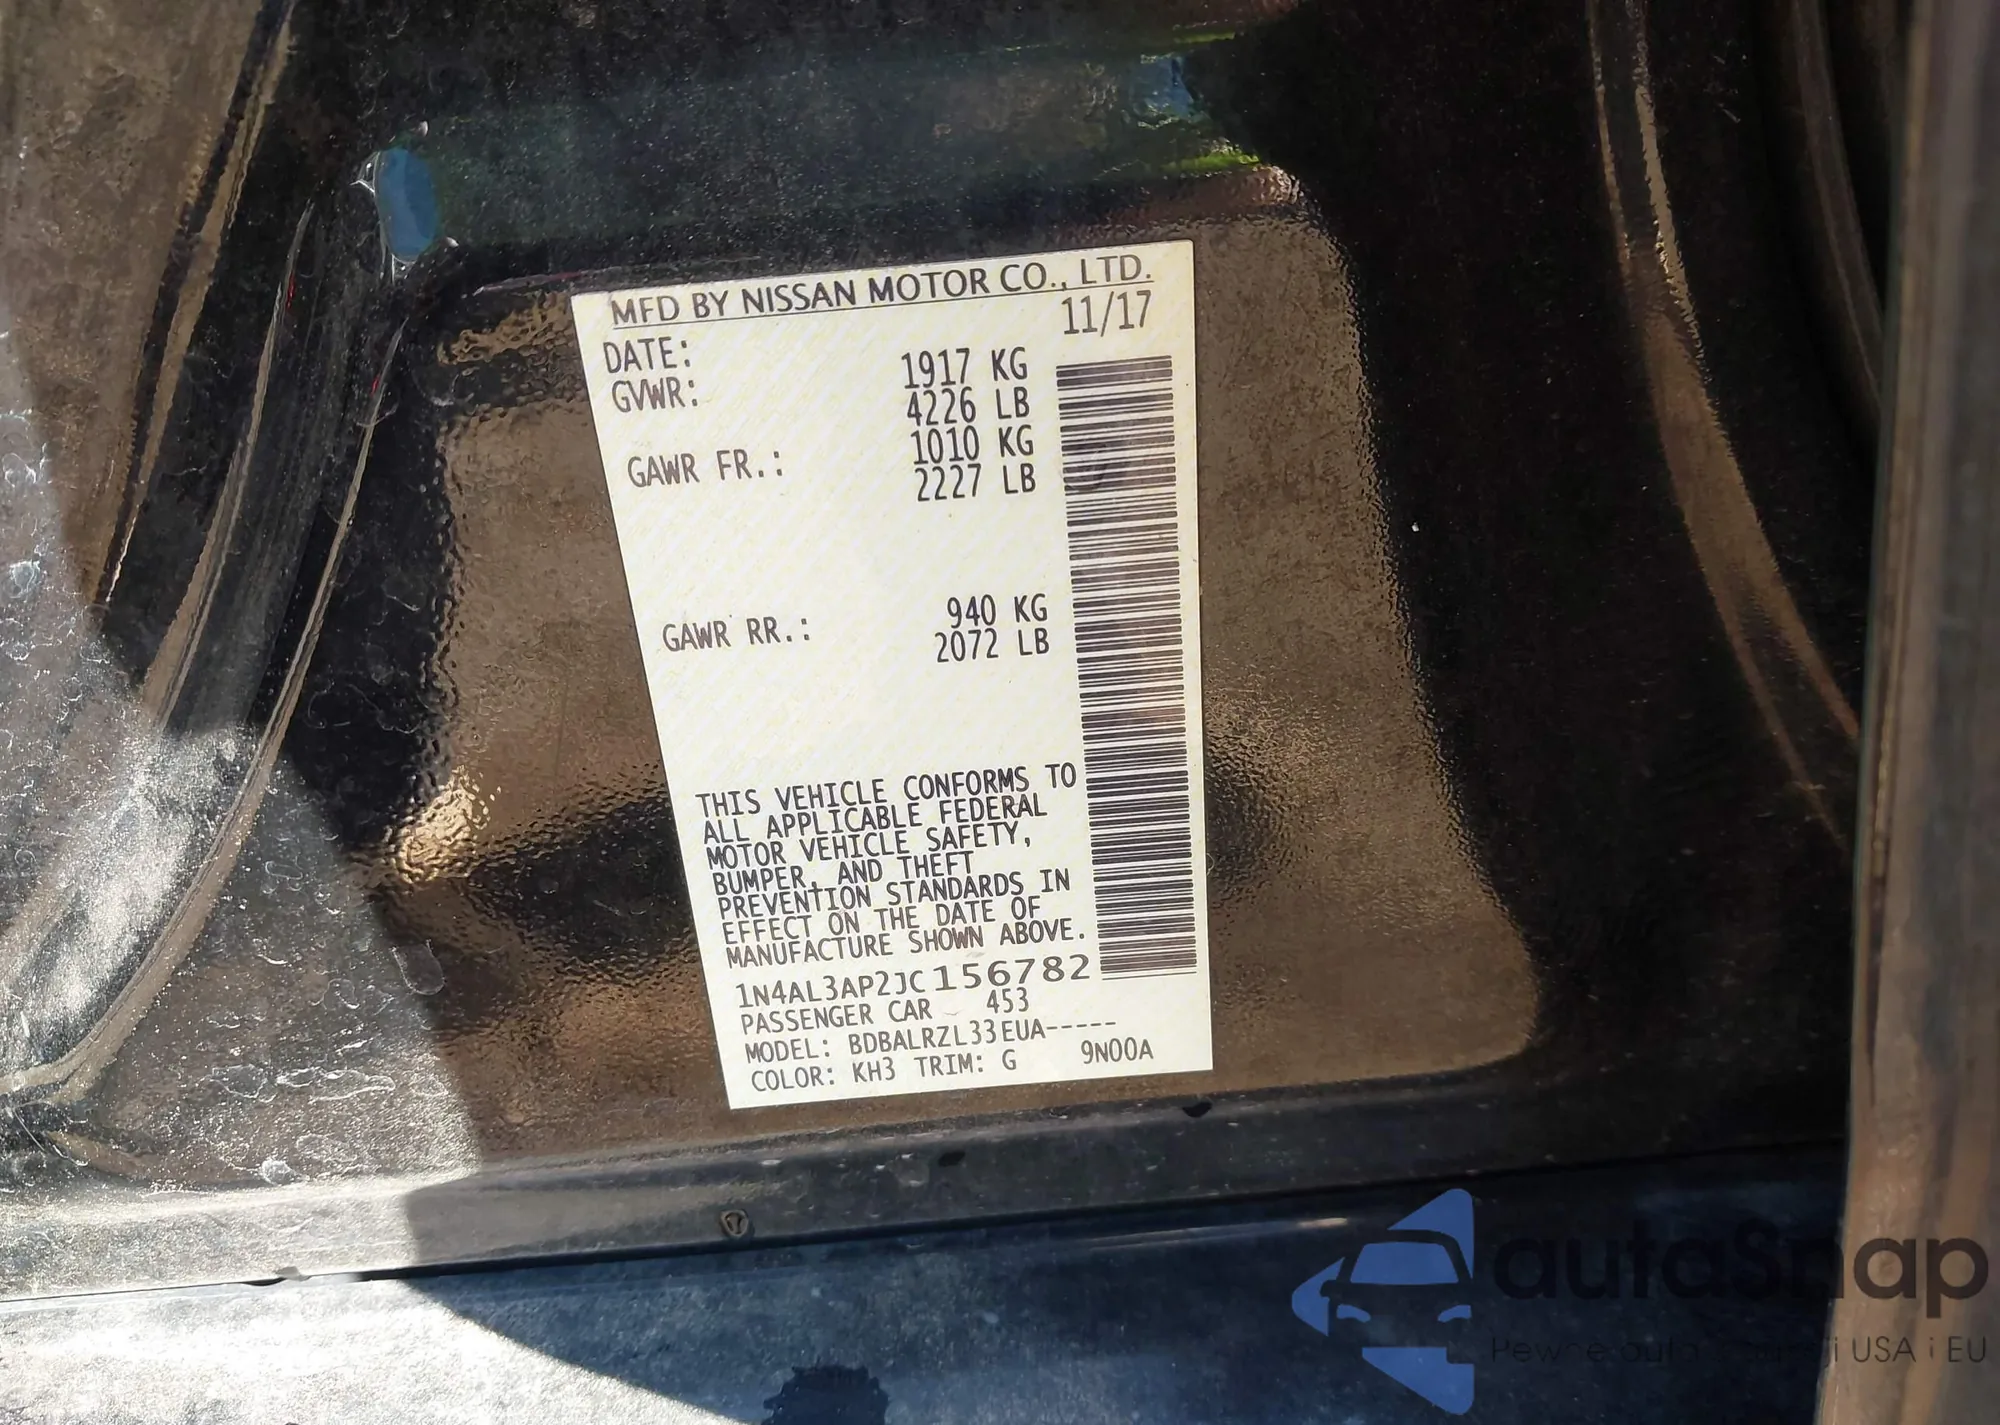 MFD BY NISSAN MOTOR CO., LTD.
DATE: 11/17
GVWR: 1917 KG
4226 LB
GAWR FR.: 1010 KG
2227 LB
GAWR RR.: 940 KG
2072 LB
THIS VEHICLE CONFORMS TO
ALL APPLICABLE FEDERAL
MOTOR VEHICLE SAFETY,
BUMPER, AND THEFT
PREVENTION STANDARDS IN
EFFECT ON THE DATE OF
MANUFACTURE SHOWN ABOVE.
1N4AL3AP2JC156782
PASSENGER CAR 453
MODEL: BDBALRZL33EUA-----
COLOR: KH3 TRIM: G 9N00A
autoSnap
USA i EU